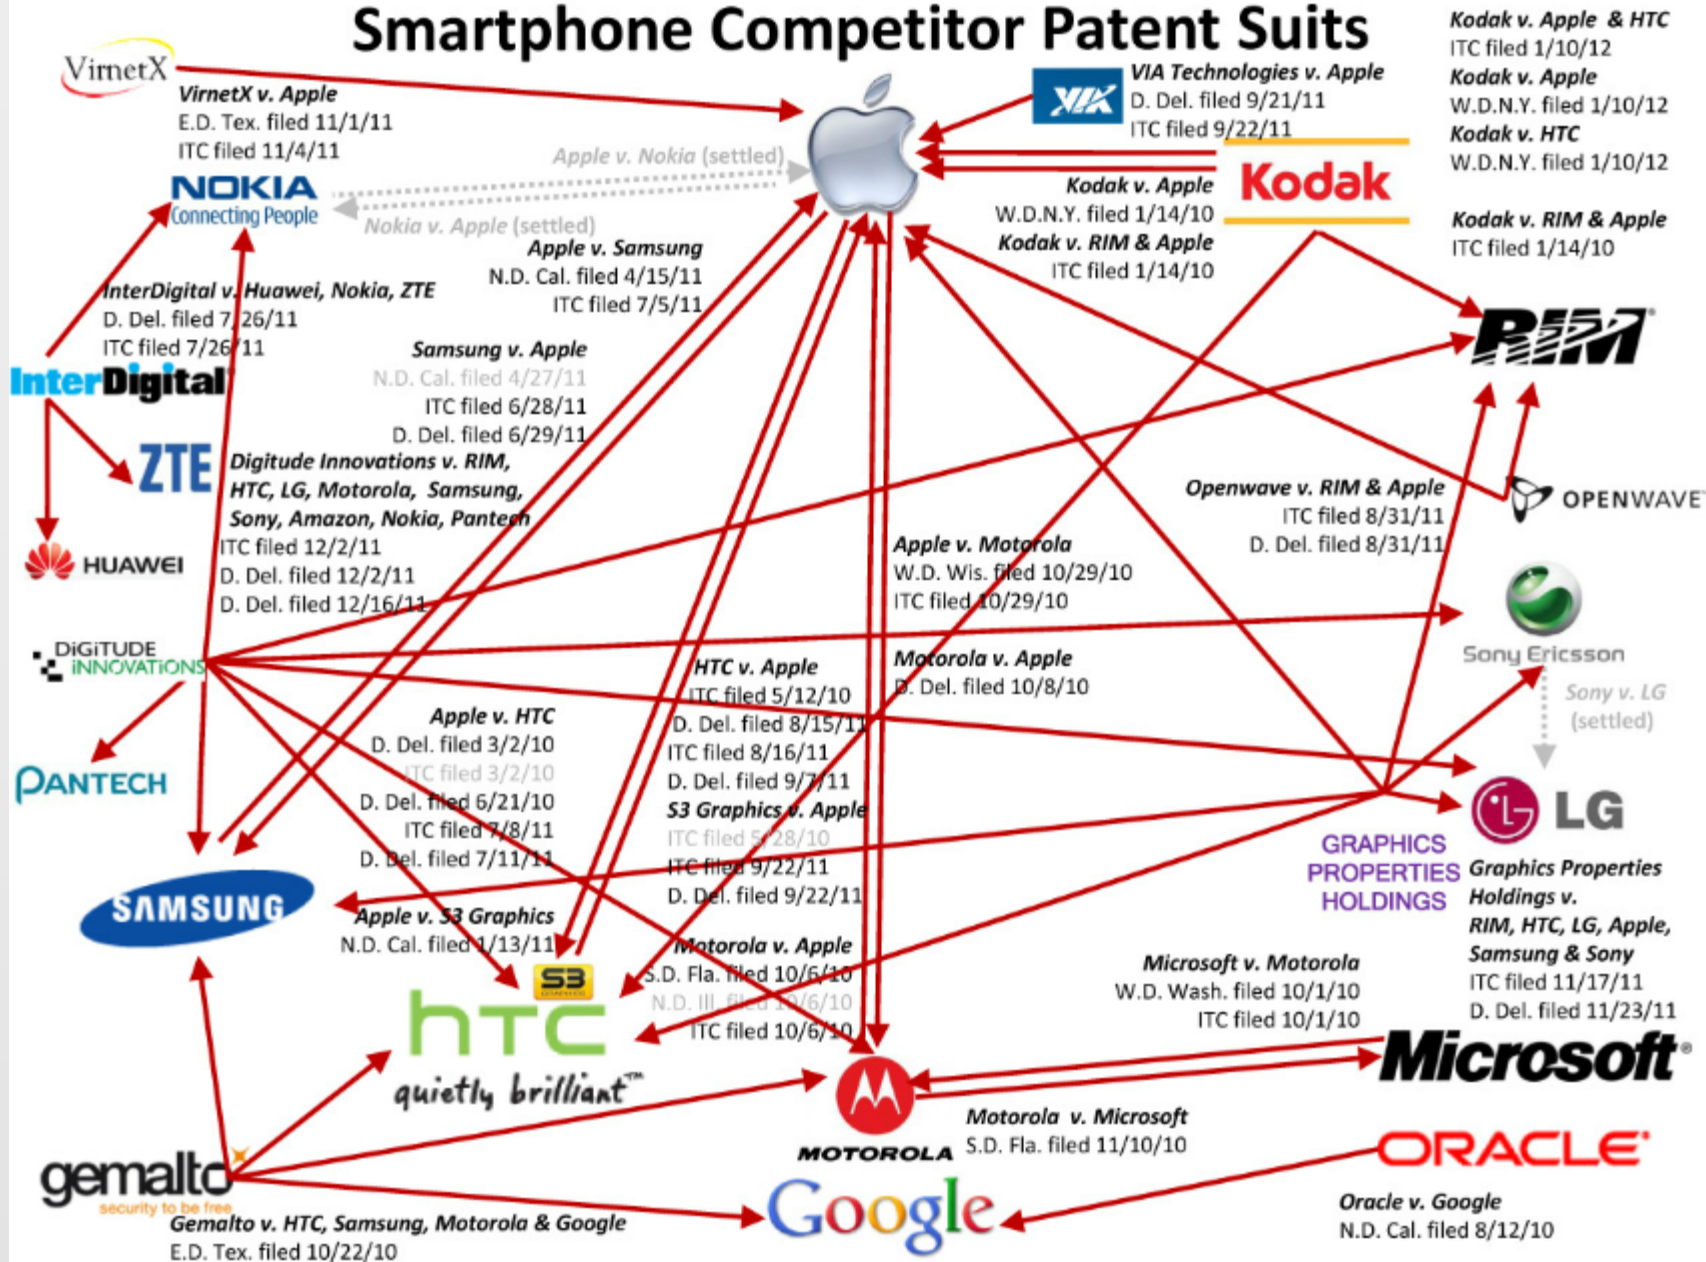 Smartphone Competitor Patent Suits
VirnetX
VirnetX v. Apple
E.D. Tex. filed 11/1/11
ITC filed 11/4/11
VIA
VIA Technologies v. Apple
D. Del. filed 9/21/11
ITC filed 9/22/11
Kodak v. Apple & HTC
ITC filed 1/10/12
Kodak v. Apple
W.D.N.Y. filed 1/10/12
Kodak v. HTC
W.D.N.Y. filed 1/10/12
Kodak v. RIM & Apple
ITC filed 1/14/10
Kodak
Kodak v. Apple
W.D.N.Y. filed 1/14/10
Kodak v. RIM & Apple
ITC filed 1/14/10
NOKIA
Connecting People
Apple v. Nokia (settled)
Nokia v. Apple (settled)
Apple v. Samsung
N.D. Cal. filed 4/15/11
ITC filed 7/5/11
InterDigital v. Huawei, Nokia, ZTE
D. Del. filed 7/26/11
ITC filed 7/26/11
InterDigital
Samsung v. Apple
N.D. Cal. filed 4/27/11
ITC filed 6/28/11
D. Del. filed 6/29/11
RIM
ZTE
Digitude Innovations v. RIM,
HTC, LG, Motorola, Samsung,
Sony, Amazon, Nokia, Pantech
ITC filed 12/2/11
D. Del. filed 12/2/11
D. Del. filed 12/16/11
HUAWEI
Openwave v. RIM & Apple
ITC filed 8/31/11
D. Del. filed 8/31/11
OPENWAVE
Apple v. Motorola
W.D. Wis. filed 10/29/10
ITC filed 10/29/10
DiGiTUDE
iNNOVATiONS
Sony Ericsson
Sony v. LG
(settled)
HTC v. Apple
ITC filed 5/12/10
D. Del. filed 8/15/11
ITC filed 8/16/11
D. Del. filed 9/7/11
S3 Graphics v. Apple
ITC filed 5/28/10
ITC filed 9/22/11
D. Del. filed 9/22/11
Motorola v. Apple
D. Del. filed 10/8/10
Apple v. HTC
D. Del. filed 3/2/10
ITC filed 3/2/10
D. Del. filed 6/21/10
ITC filed 7/8/11
D. Del. filed 7/11/11
PANTECH
LG
GRAPHICS
PROPERTIES
HOLDINGS
Graphics Properties
Holdings v.
RIM, HTC, LG, Apple,
Samsung & Sony
ITC filed 11/17/11
D. Del. filed 11/23/11
SAMSUNG
Apple v. S3 Graphics
N.D. Cal. filed 1/13/11
S3
GRAPHICS
hTC
quietly brilliant™
Motorola v. Apple
S.D. Fla. filed 10/6/10
N.D. Ill. filed 10/6/10
ITC filed 10/6/10
Microsoft v. Motorola
W.D. Wash. filed 10/1/10
ITC filed 10/1/10
Microsoft®
MOTOROLA
Motorola v. Microsoft
S.D. Fla. filed 11/10/10
gemalto
security to be free
Gemalto v. HTC, Samsung, Motorola & Google
E.D. Tex. filed 10/22/10
Google
ORACLE
Oracle v. Google
N.D. Cal. filed 8/12/10